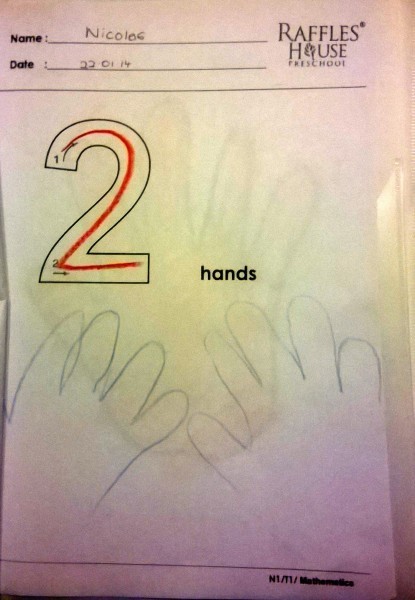 Name : Nicolas
Date : 22 01 14
RAFFLES®
HOUSE
PRESCHOOL
1
2
2
hands
N1/T1/ Mathematics